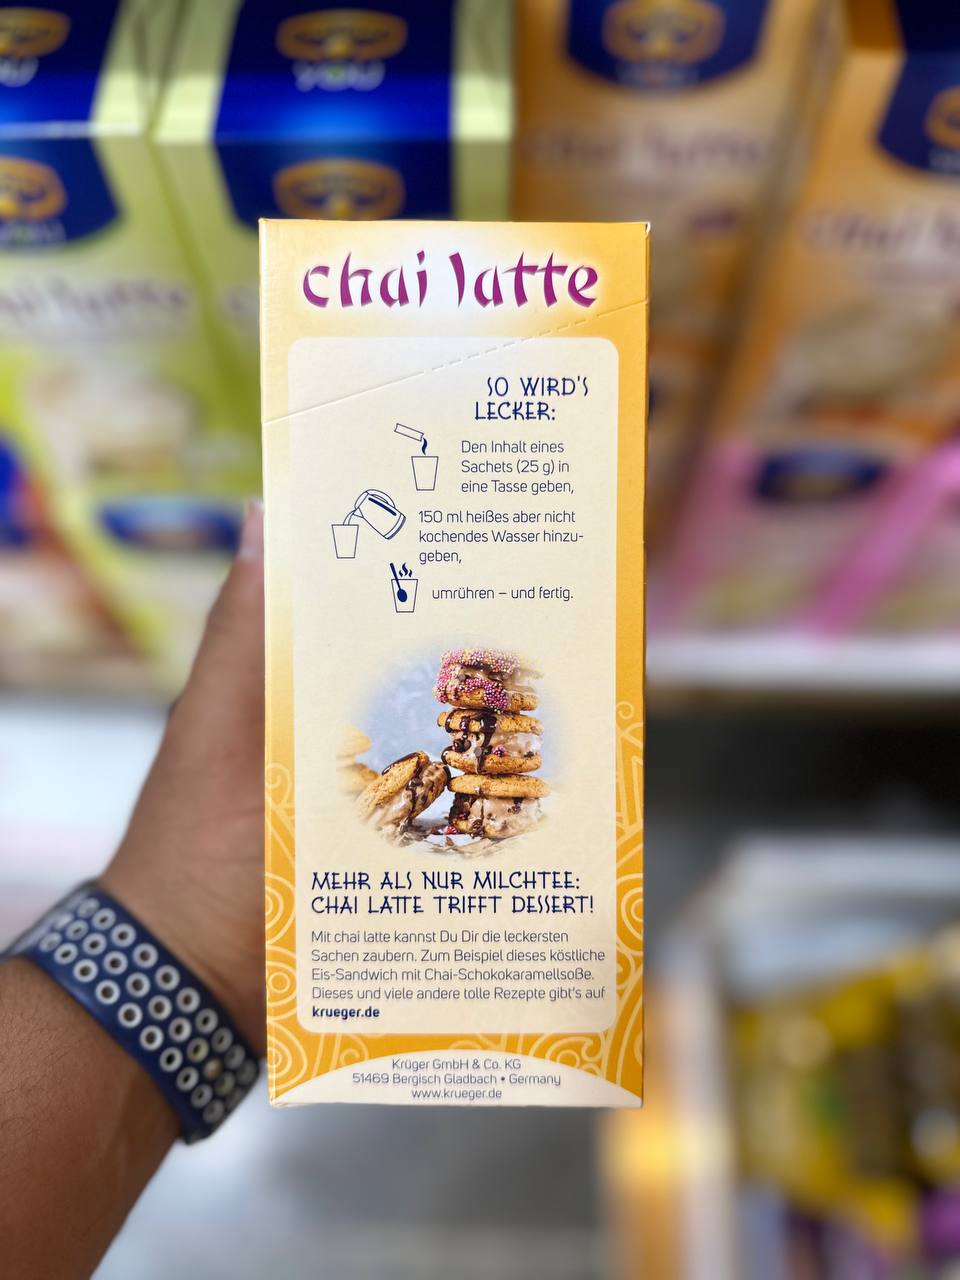 YOU
chai latte
chai latte
SO WIRD'S
LECKER:
Den Inhalt eines
Sachets (25 g) in
eine Tasse geben,
150 ml heißes aber nicht
kochendes Wasser hinzu-
geben,
umrühren – und fertig.
MEHR ALS NUR MILCHTEE:
CHAI LATTE TRIFFT DESSERT!
Mit chai latte kannst Du Dir die leckersten
Sachen zaubern. Zum Beispiel dieses köstliche
Eis-Sandwich mit Chai-Schokokaramellsoße.
Dieses und viele andere tolle Rezepte gibt's auf
krueger.de
Krüger GmbH & Co. KG
51469 Bergisch Gladbach • Germany
www.krueger.de